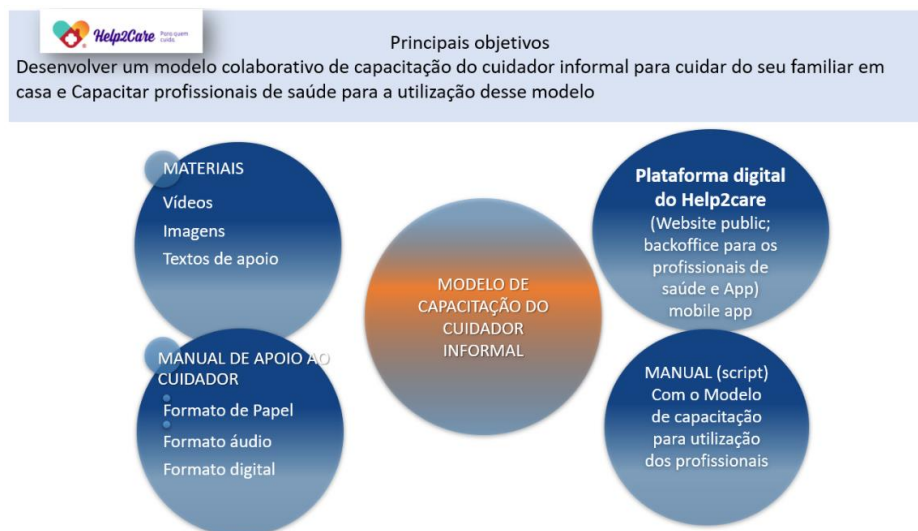 Help2Care
Para quem
cuida.
Principais objetivos
Desenvolver um modelo colaborativo de capacitação do cuidador informal para cuidar do seu familiar em
casa e Capacitar profissionais de saúde para a utilização desse modelo
MATERIAIS
Vídeos
Imagens
Textos de apoio
MANUAL DE APOIO AO
CUIDADOR
Formato de Papel
Formato áudio
Formato digital
MODELO DE
CAPACITAÇÃO DO
CUIDADOR
INFORMAL
Plataforma digital
do Help2care
(Website public;
backoffice para os
profissionais de
saúde e App)
mobile app
MANUAL (script)
Com o Modelo
de capacitação
para utilização
dos profissionais